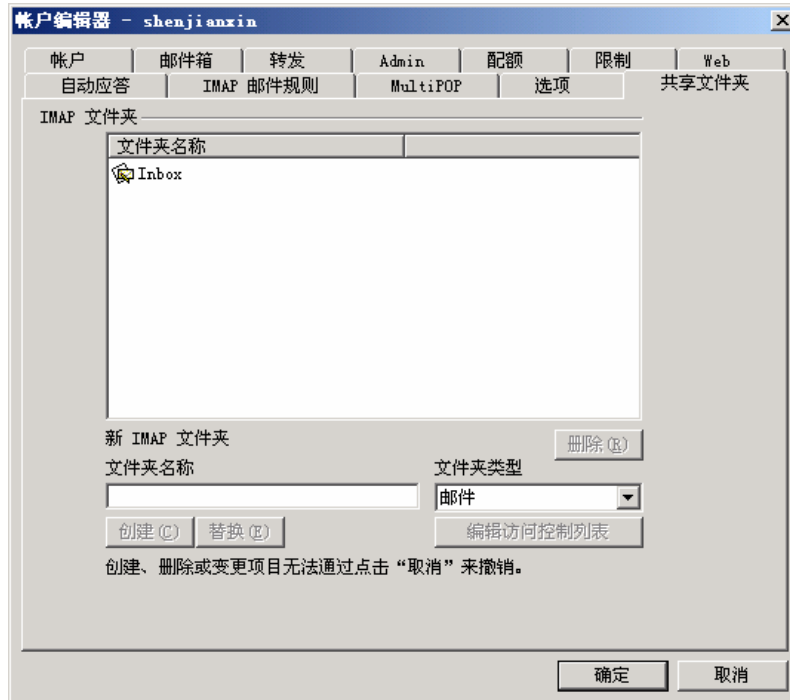 帐户编辑器 - shenjianxin
帐户 邮件箱 转发 Admin 配额 限制 Web
自动应答 IMAP 邮件规则 MultiPOP 选项 共享文件夹
IMAP 文件夹
文件夹名称
Inbox
新 IMAP 文件夹
删除(R)
文件夹名称 文件夹类型
邮件
创建(C) 替换(E) 编辑访问控制列表
创建、删除或变更项目无法通过点击“取消”来撤销。
确定 取消